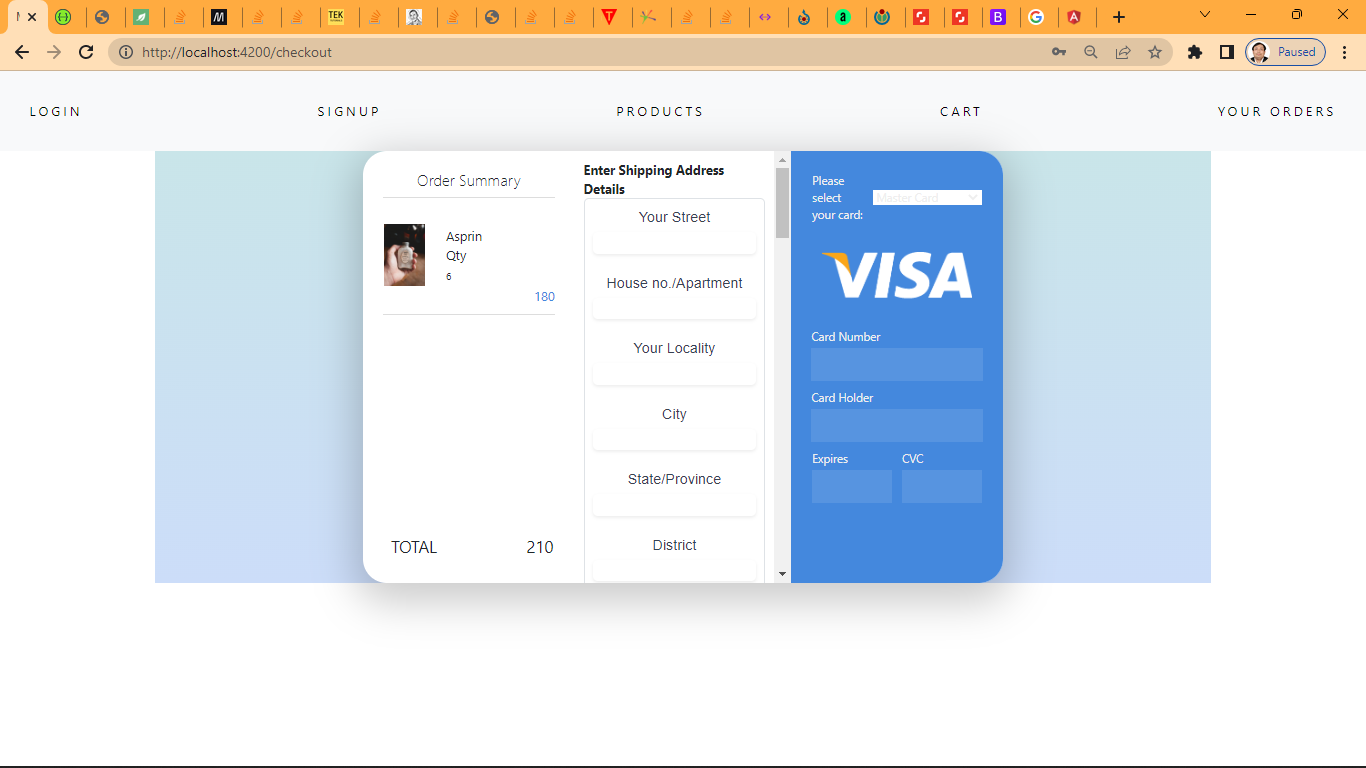 http://localhost:4200/checkout
Paused
LOGIN
SIGNUP
PRODUCTS
CART
YOUR ORDERS
Order Summary
Asprin
Qty
6
180
TOTAL
210
Enter Shipping Address
Details
Your Street
House no./Apartment
Your Locality
City
State/Province
District
Please
select
your card:
Master Card
VISA
Card Number
Card Holder
Expires
CVC